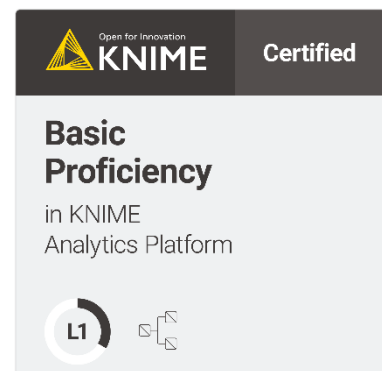 Open for Innovation
KNIME
Certified
Basic
Proficiency
in KNIME
Analytics Platform
L1